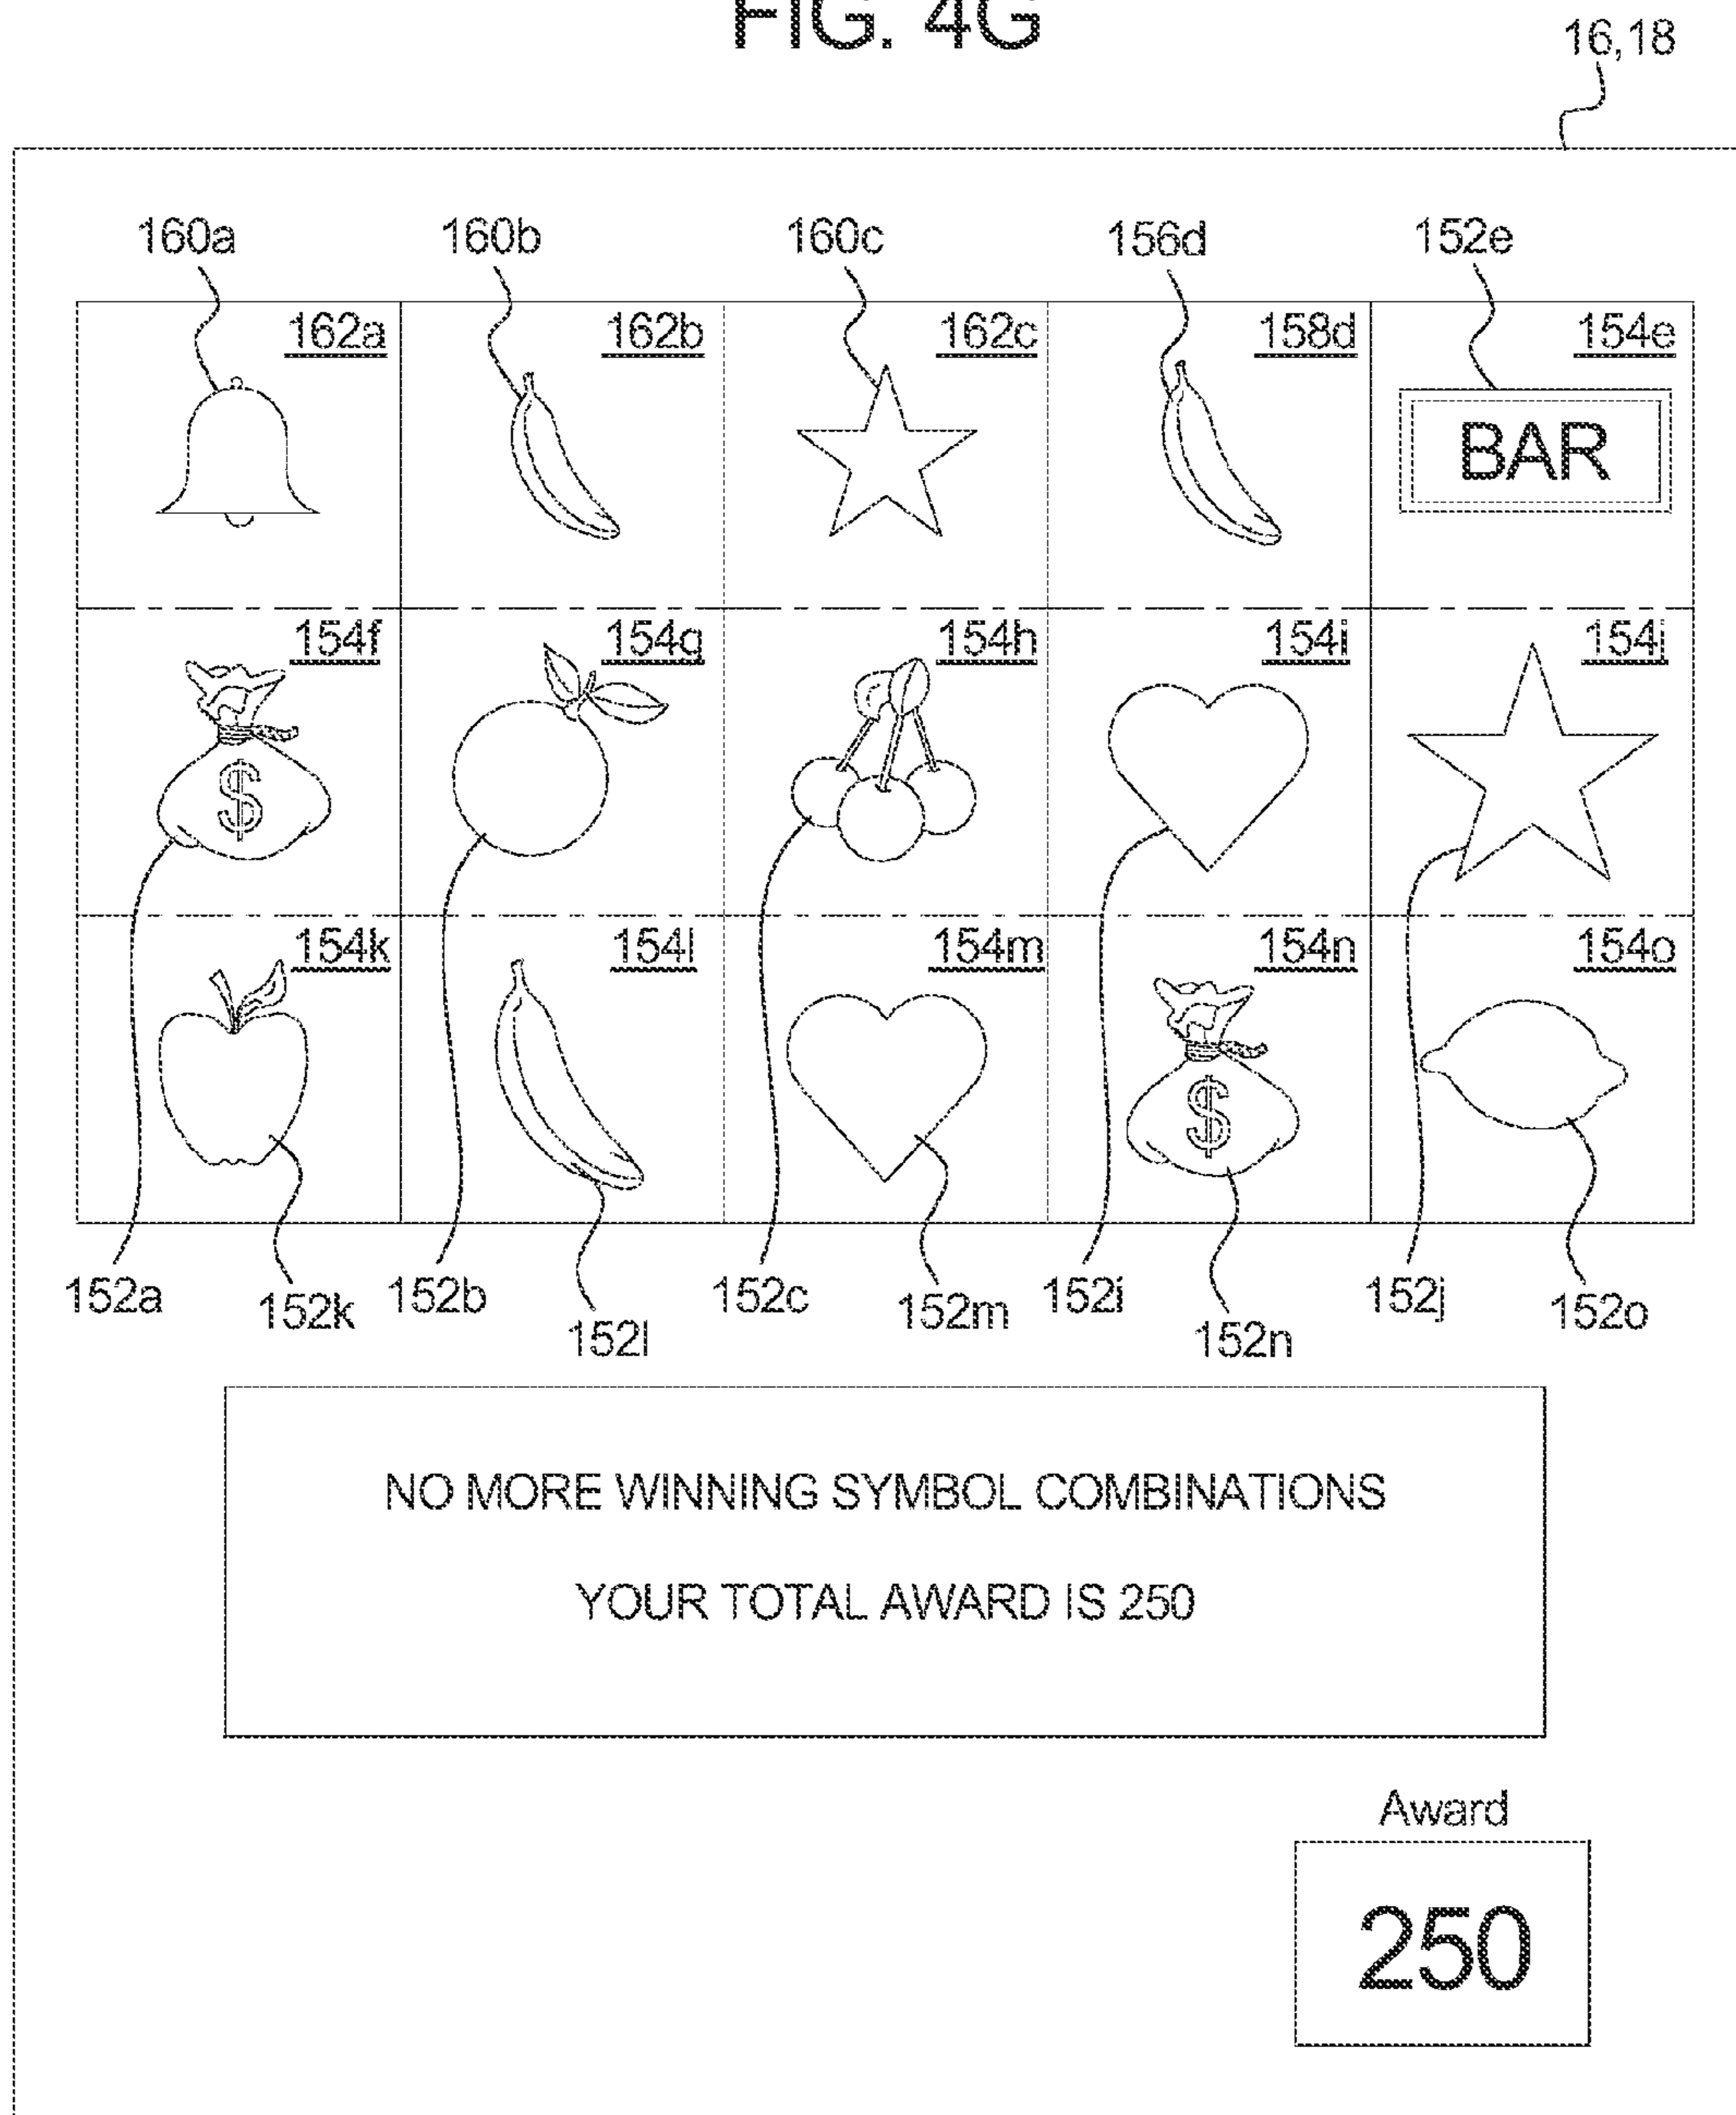 FIG. 4G
16,18
160a 160b 160c 156d 152e
162a 162b 162c 158d 154e
BAR
154f 154g 154h 154i 154j
$
154k 154l 154m 154n 154o
$
152a 152k 152b 152l 152c 152m 152i 152n 152j 152o
NO MORE WINNING SYMBOL COMBINATIONS
YOUR TOTAL AWARD IS 250
Award
250